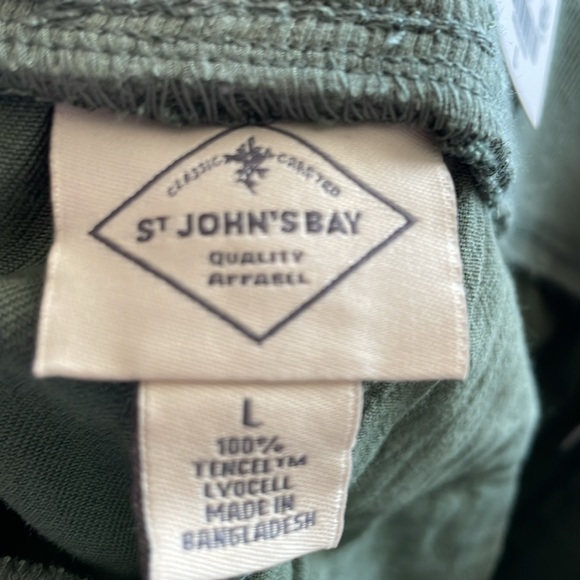 CLASSIC CRAFTED
ST JOHN'S BAY
QUALITY
APPAREL
L
100%
TENCEL™
LYOCELL
MADE IN
BANGLADESH